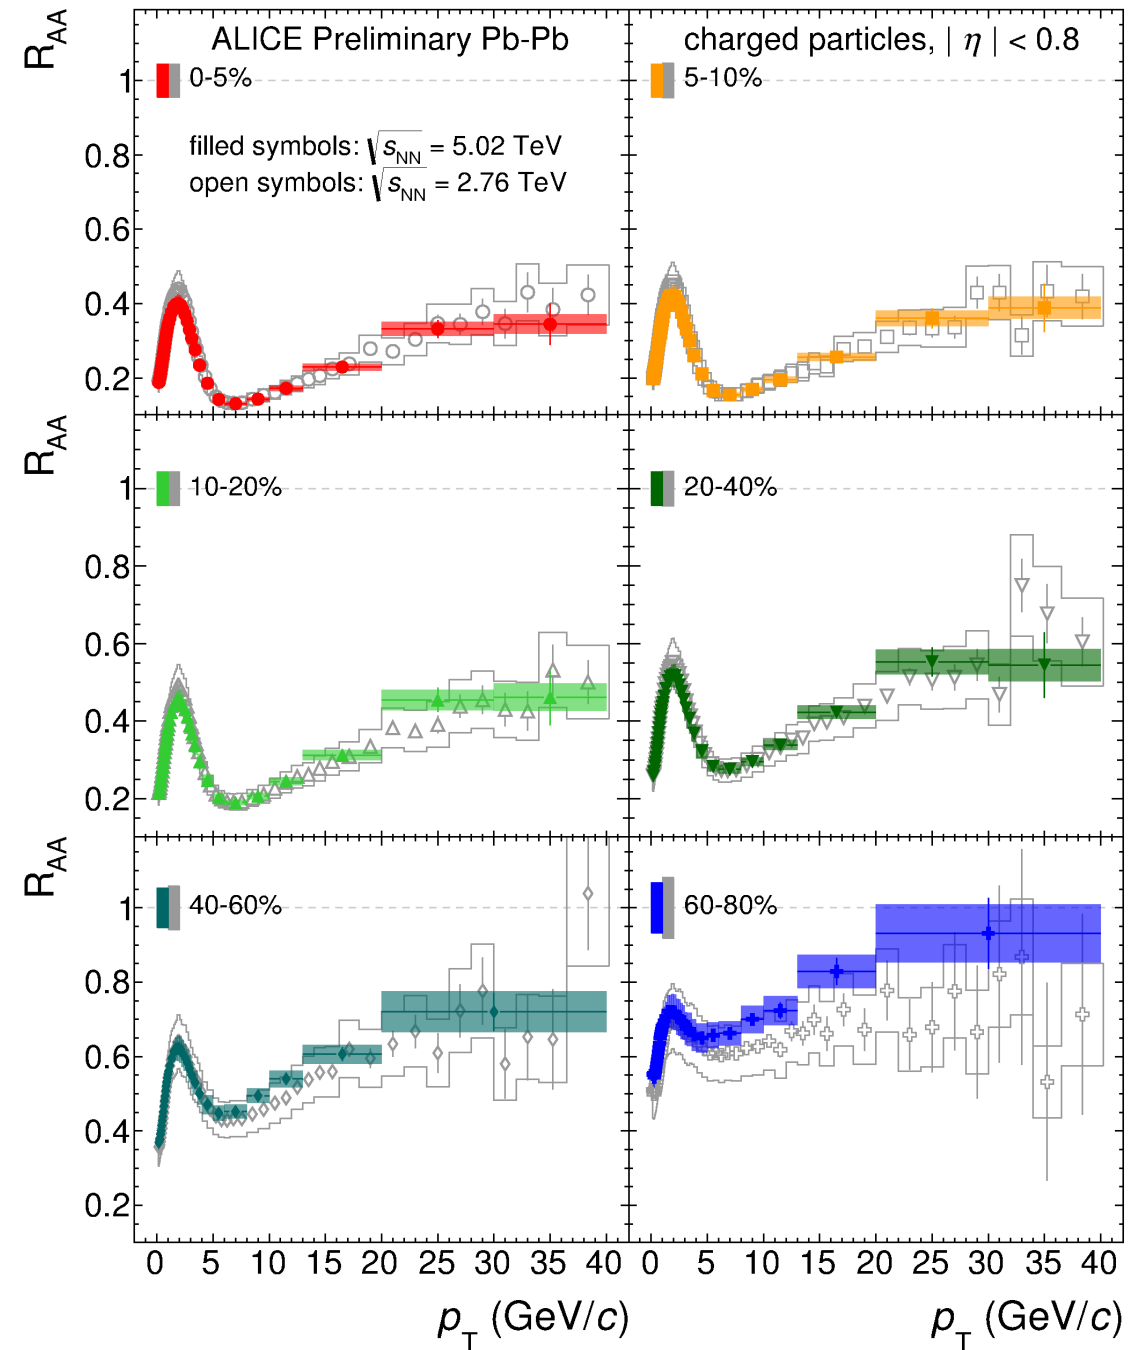 R_AA
ALICE Preliminary Pb-Pb
charged particles, | η | < 0.8
1
0-5%
5-10%
filled symbols: √s_NN = 5.02 TeV
open symbols: √s_NN = 2.76 TeV
0.8
0.6
0.4
0.2
R_AA
1
10-20%
20-40%
0.8
0.6
0.4
0.2
R_AA
1
40-60%
60-80%
0.8
0.6
0.4
0.2
0 5 10 15 20 25 30 35 40
0 5 10 15 20 25 30 35 40
p_T (GeV/c)
p_T (GeV/c)